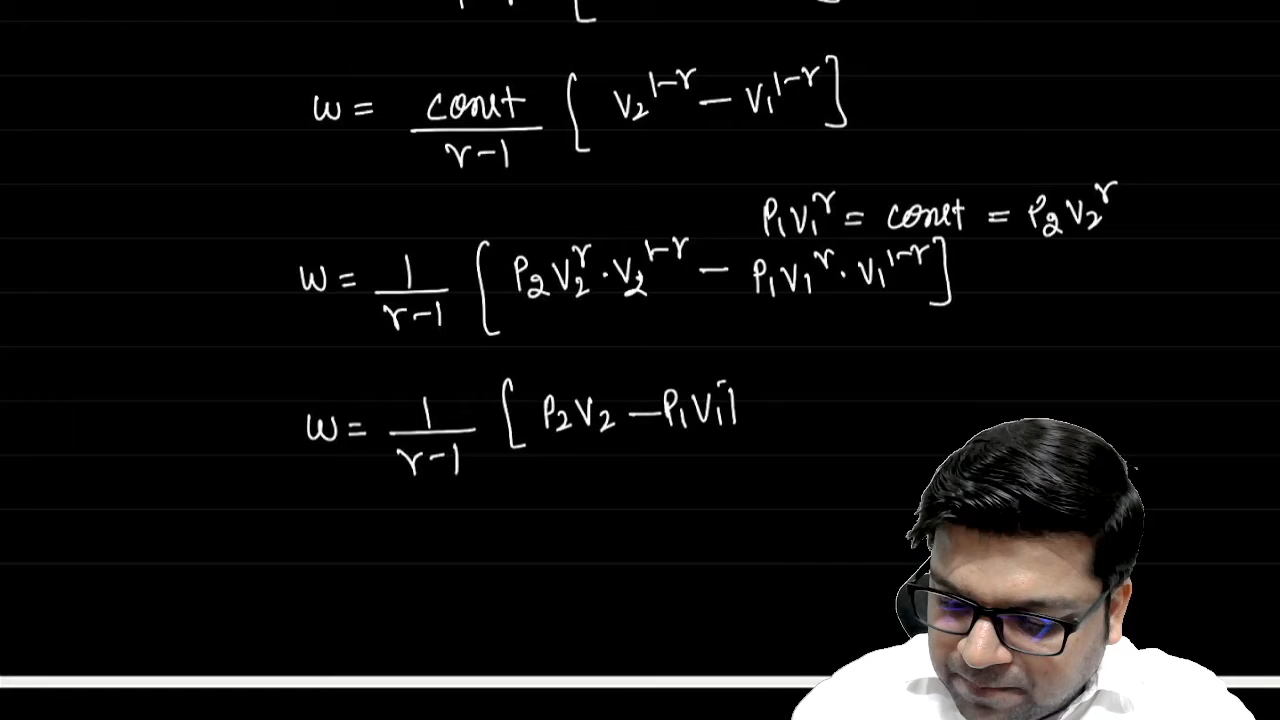 w = const/(γ-1) [ V₂^(1-γ) - V₁^(1-γ) ]
P₁V₁^γ = const = P₂V₂^γ
w = 1/(γ-1) [ P₂V₂^γ · V₂^(1-γ) - P₁V₁^γ · V₁^(1-γ) ]
w = 1/(γ-1) [ P₂V₂ - P₁V₁ ]